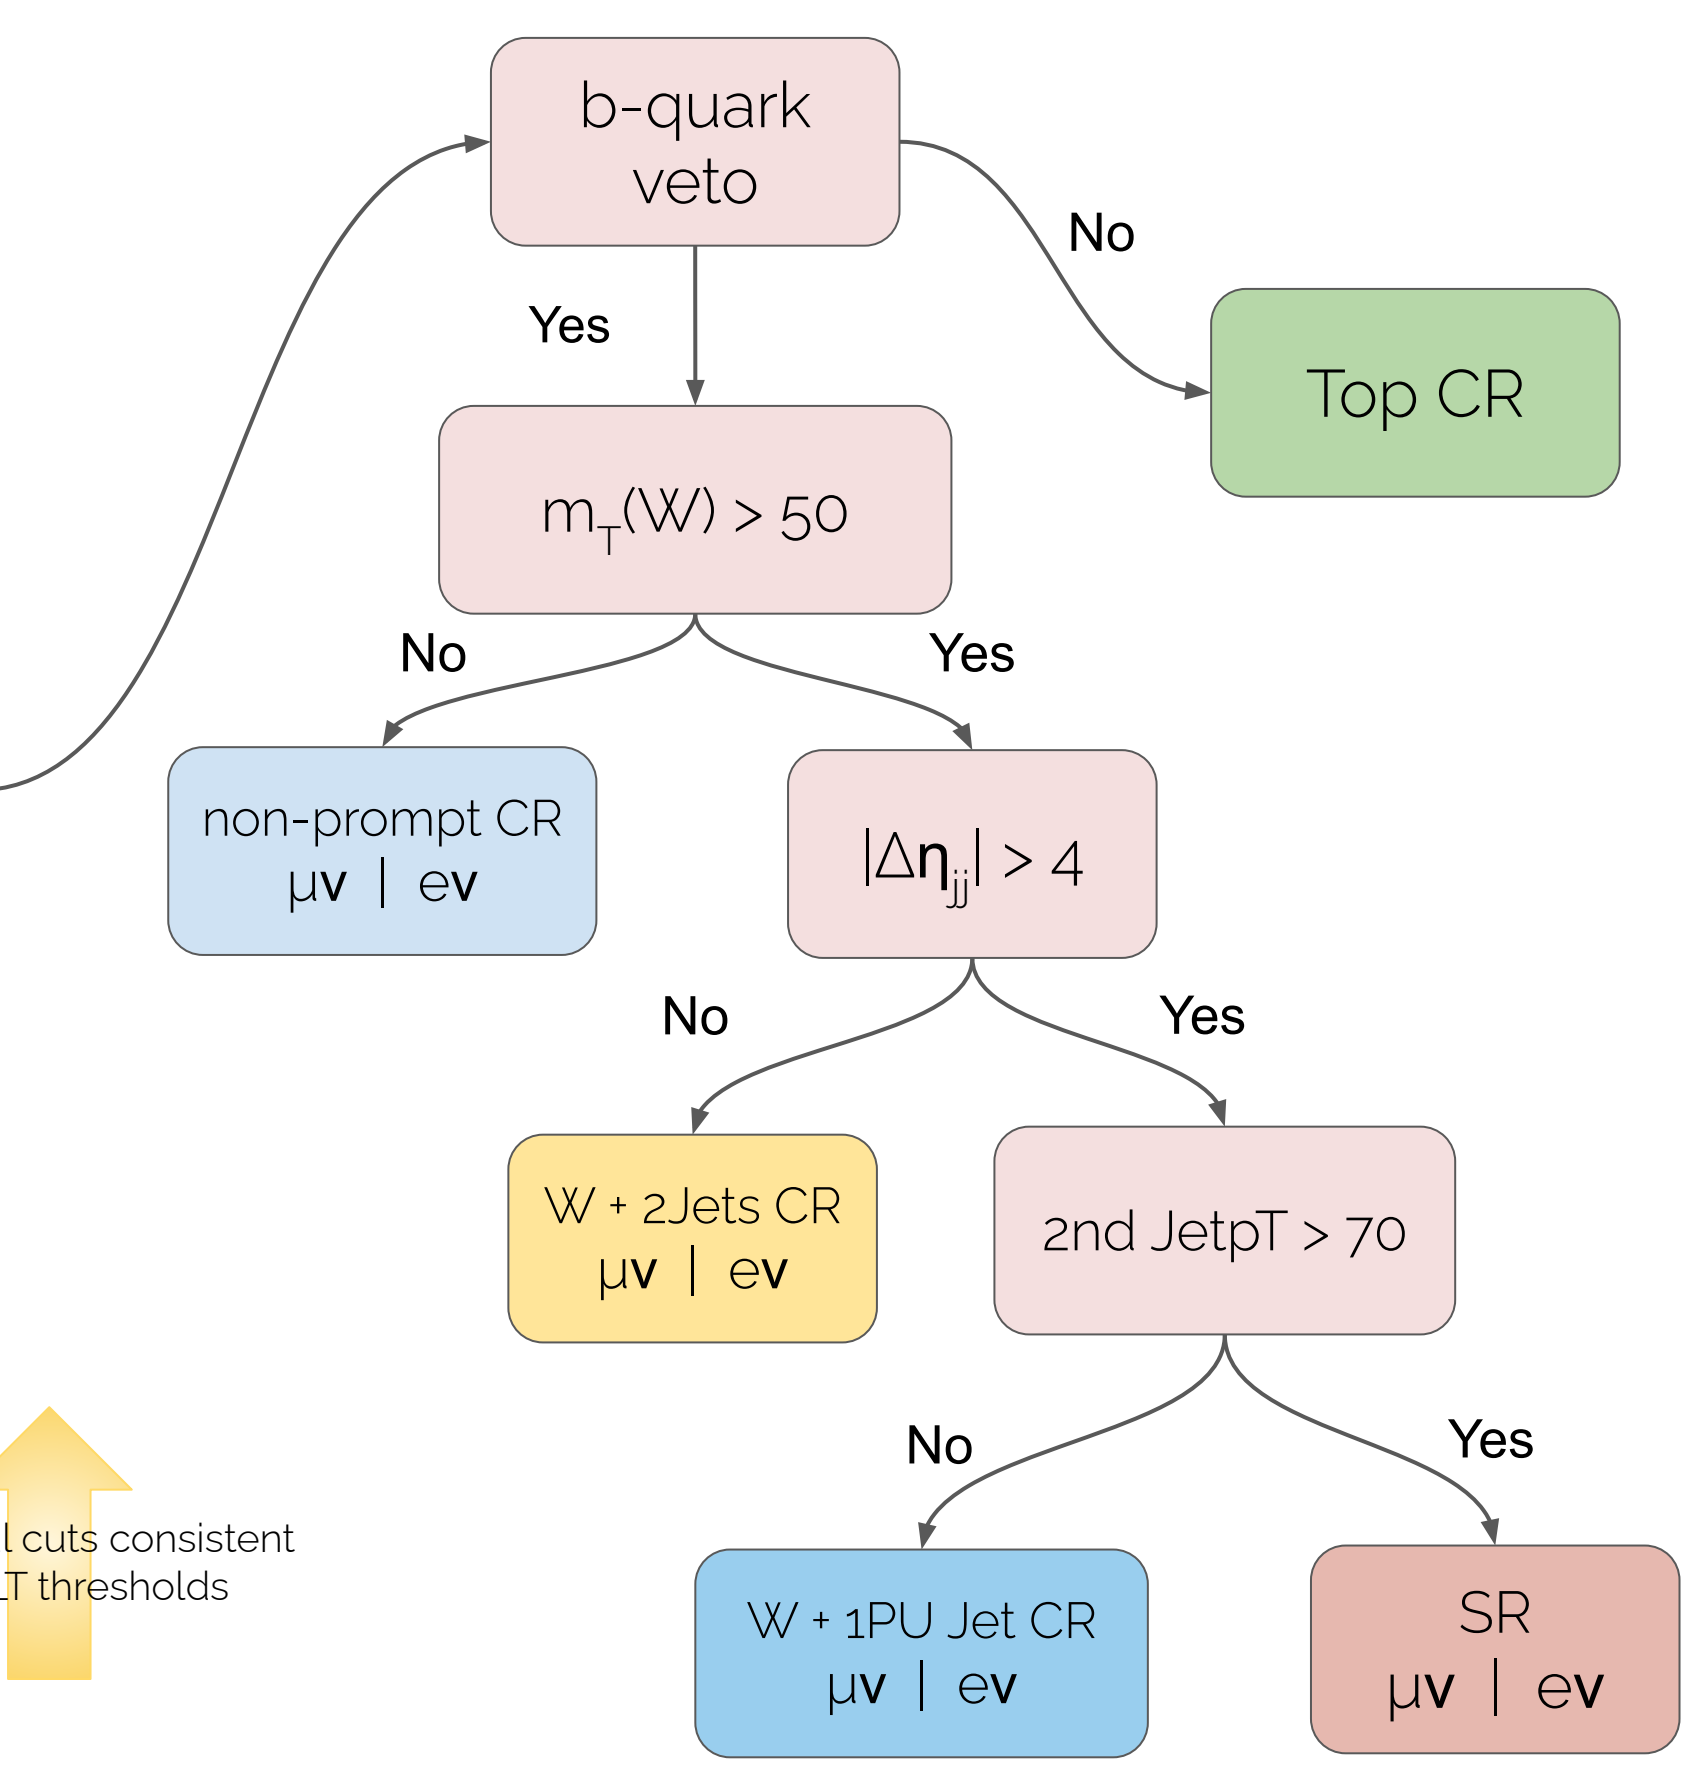 b-quark
veto
No
Yes
Top CR
m_T(W) > 50
No
Yes
non-prompt CR
μν | eν
|Δη_jj| > 4
No
Yes
W + 2Jets CR
μν | eν
2nd JetpT > 70
No
Yes
cuts consistent
thresholds
W + 1PU Jet CR
μν | eν
SR
μν | eν